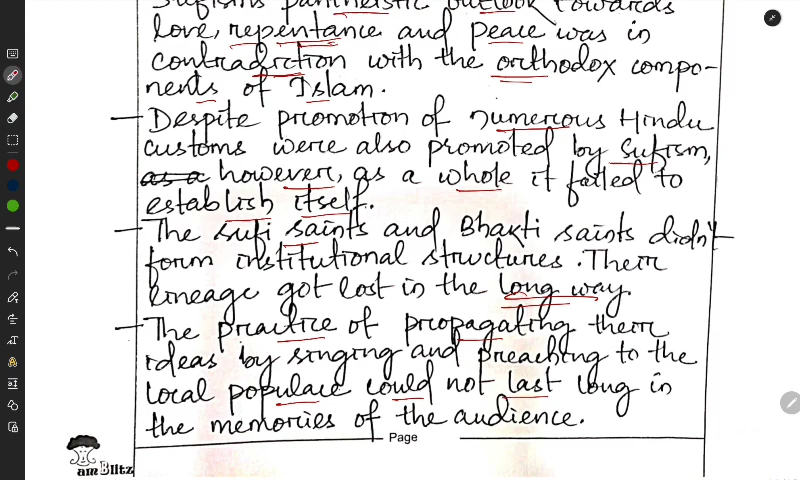 Sufism's pantheistic outlook towards
love, repentance and peace was in
contradiction with the orthodox compo-
nents of Islam.
— Despite promotion of numerous Hindu
customs were also promoted by Sufism,
as a however, as a whole it failed to
establish itself.
— The sufi saints and Bhakti saints didn't
form institutional structures. Their
lineage got lost in the long way.
— The practice of propagating their
ideas by singing and preaching to the
local populace could not last long in
the memories of the audience.
Page
am Blitz